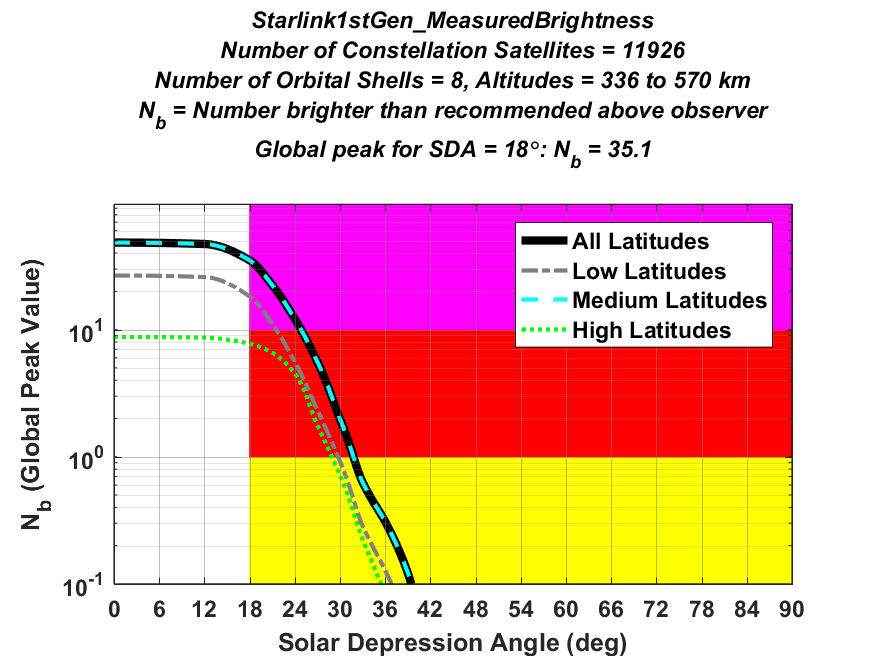 Starlink1stGen_MeasuredBrightness
Number of Constellation Satellites = 11926
Number of Orbital Shells = 8, Altitudes = 336 to 570 km
N_b = Number brighter than recommended above observer
Global peak for SDA = 18°: N_b = 35.1
All Latitudes
Low Latitudes
Medium Latitudes
High Latitudes
N_b (Global Peak Value)
10^1
10^0
10^-1
0 6 12 18 24 30 36 42 48 54 60 66 72 78 84 90
Solar Depression Angle (deg)